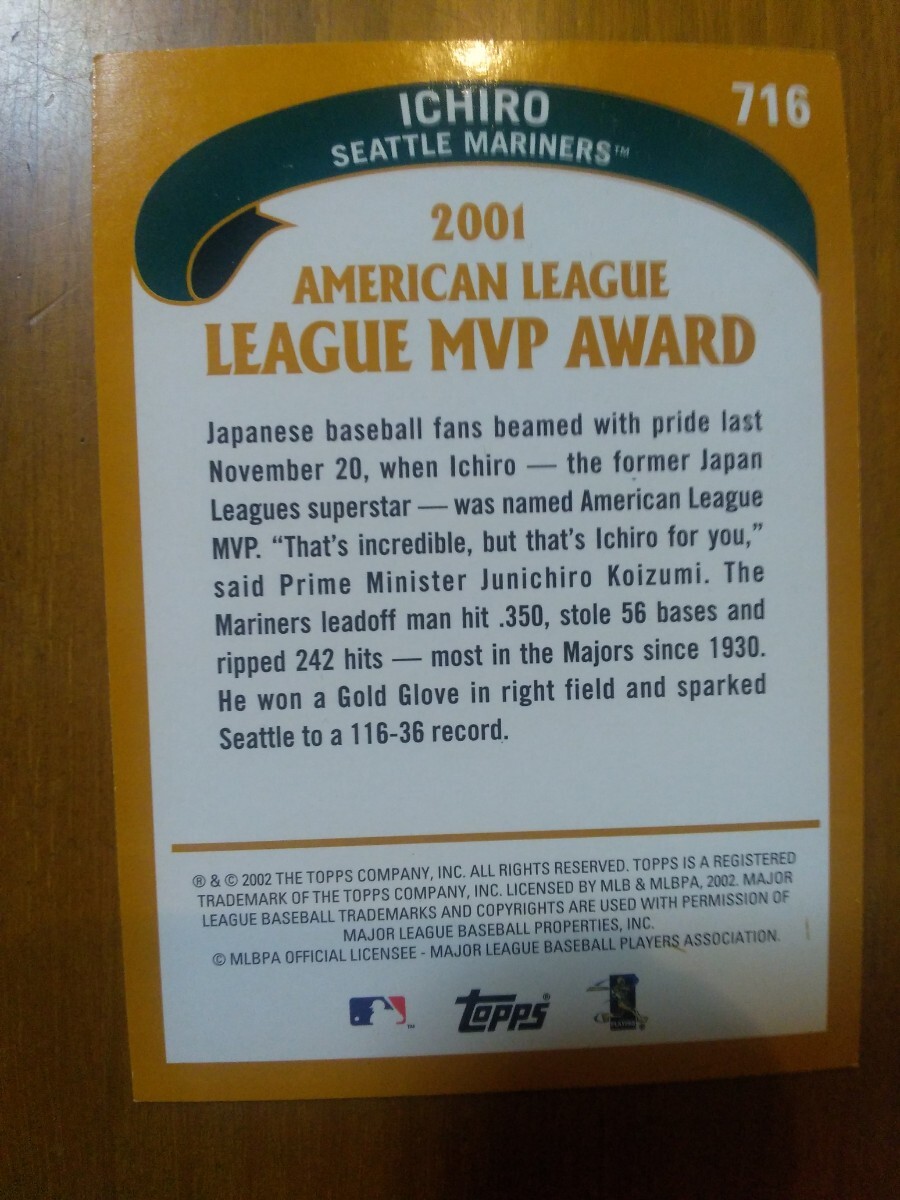 ICHIRO
716
SEATTLE MARINERS™
2001
AMERICAN LEAGUE
LEAGUE MVP AWARD
Japanese baseball fans beamed with pride last
November 20, when Ichiro — the former Japan
Leagues superstar — was named American League
MVP. “That’s incredible, but that’s Ichiro for you,”
said Prime Minister Junichiro Koizumi. The
Mariners leadoff man hit .350, stole 56 bases and
ripped 242 hits — most in the Majors since 1930.
He won a Gold Glove in right field and sparked
Seattle to a 116-36 record.
® & © 2002 THE TOPPS COMPANY, INC. ALL RIGHTS RESERVED. TOPPS IS A REGISTERED
TRADEMARK OF THE TOPPS COMPANY, INC. LICENSED BY MLB & MLBPA, 2002. MAJOR
LEAGUE BASEBALL TRADEMARKS AND COPYRIGHTS ARE USED WITH PERMISSION OF
MAJOR LEAGUE BASEBALL PROPERTIES, INC.
© MLBPA OFFICIAL LICENSEE - MAJOR LEAGUE BASEBALL PLAYERS ASSOCIATION.
™ topps®